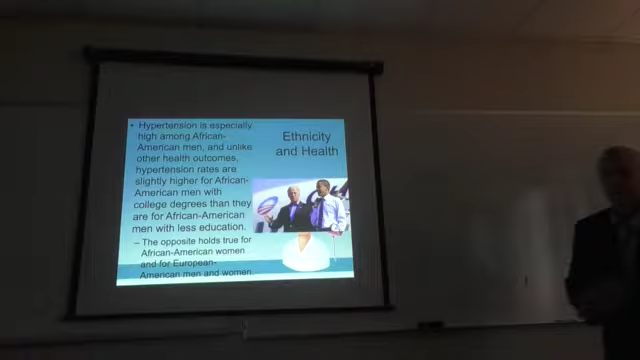 • Hypertension is especially
high among African-
American men, and unlike
other health outcomes,
hypertension rates are
slightly higher for African-
American men with
college degrees than they
are for African-American
men with less education.
– The opposite holds true for
African-American women
and for European-
American men and women.
Ethnicity
and Health